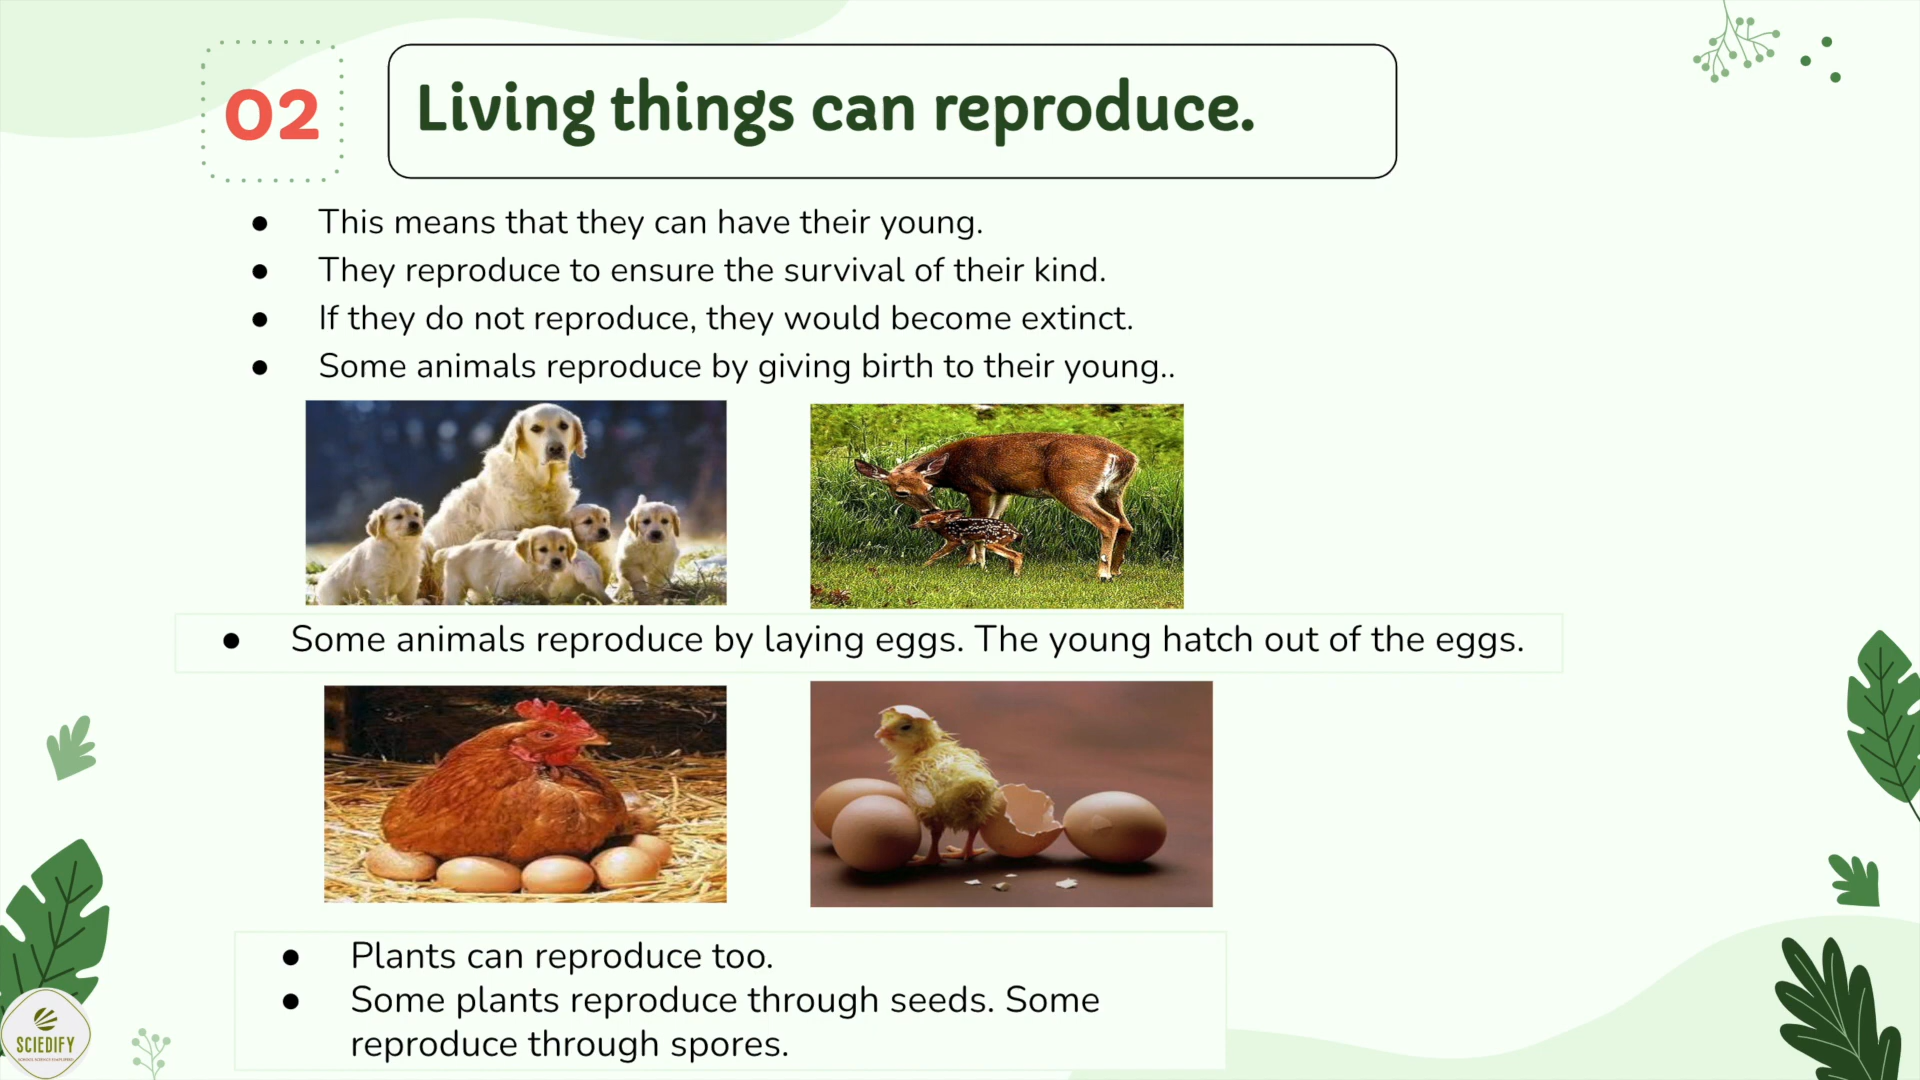 02
Living things can reproduce.
● This means that they can have their young.
● They reproduce to ensure the survival of their kind.
● If they do not reproduce, they would become extinct.
● Some animals reproduce by giving birth to their young..
● Some animals reproduce by laying eggs. The young hatch out of the eggs.
● Plants can reproduce too.
● Some plants reproduce through seeds. Some
reproduce through spores.
SCIEDIFY